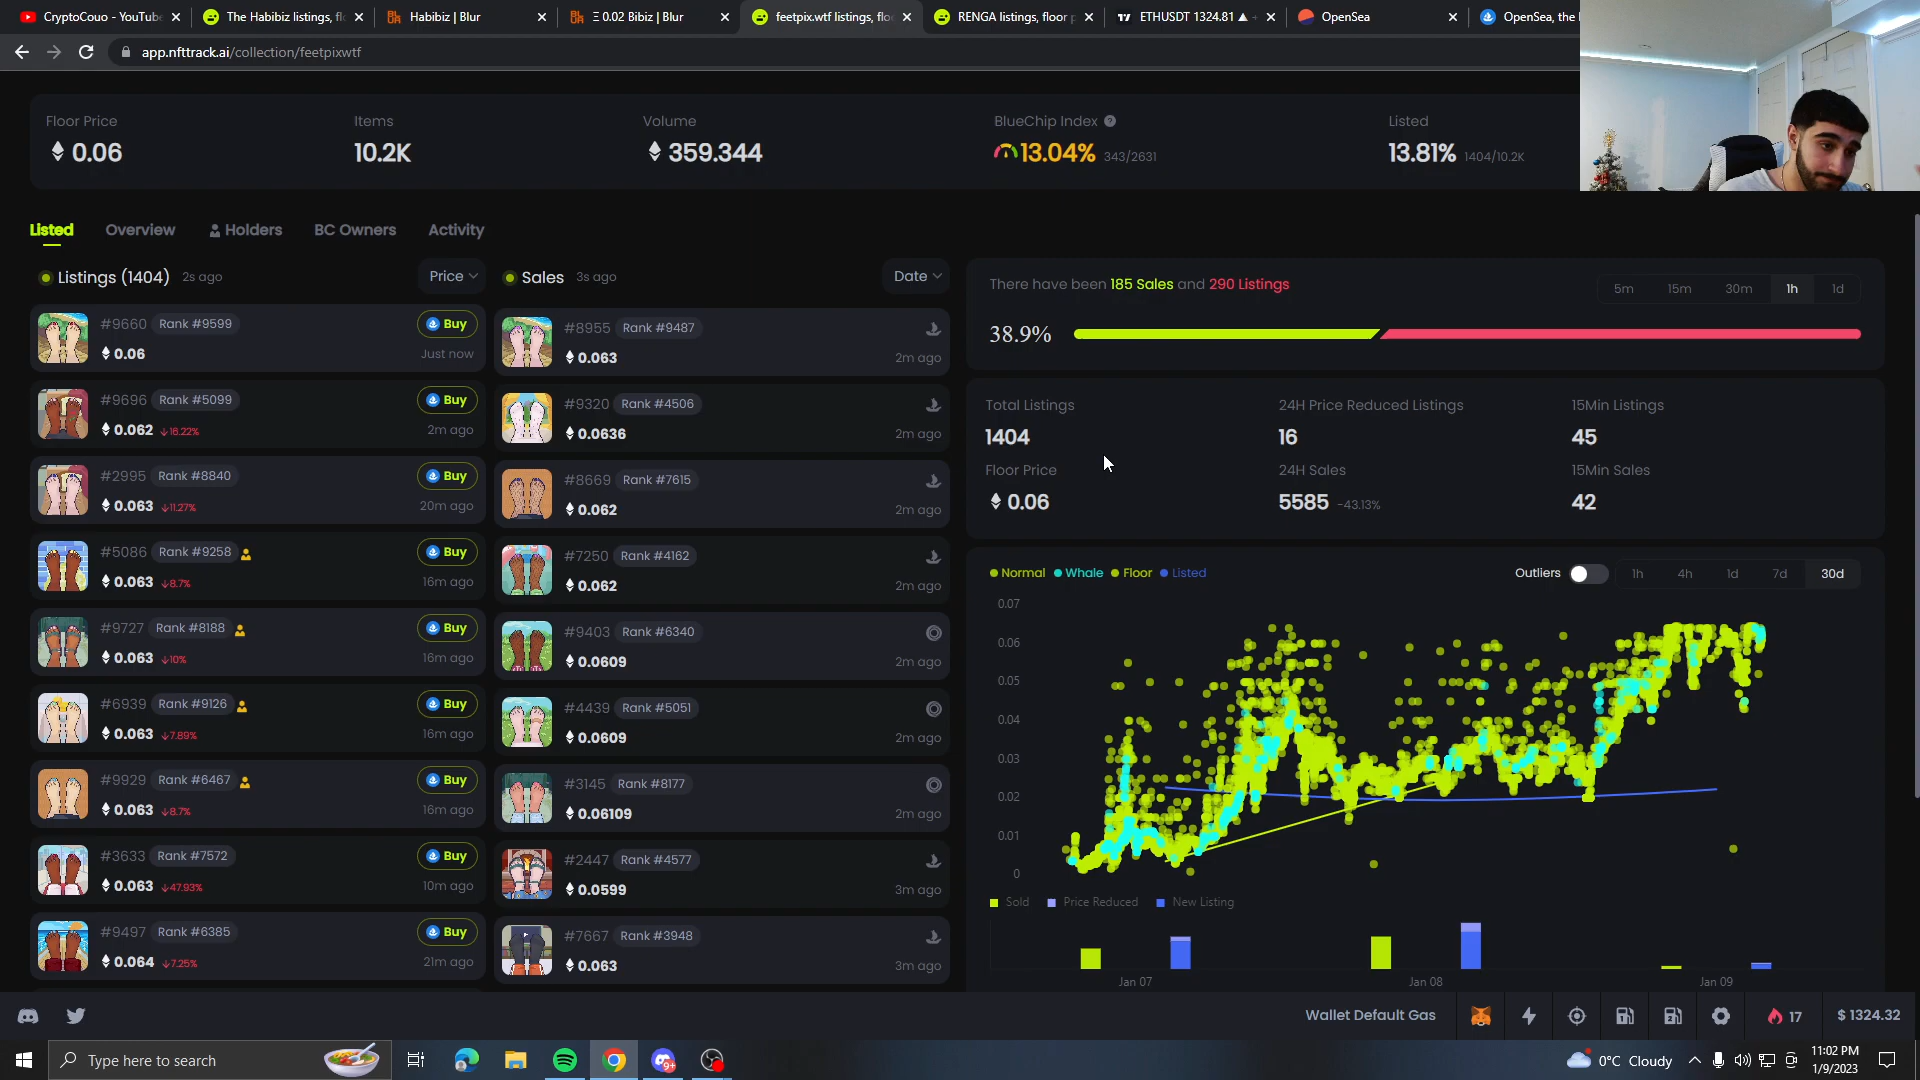 CryptoCouo - YouTube
The Habibiz listings, fl
Habibiz | Blur
Ξ 0.02 Bibiz | Blur
feetpix.wtf listings, floo
RENGA listings, floor p
ETHUSDT 1324.81 ▲
OpenSea
OpenSea, the
app.nfttrack.ai/collection/feetpixwtf
Floor Price
0.06
Items
10.2K
Volume
359.344
BlueChip Index
13.04% 343/2631
Listed
13.81% 1404/10.2K
Listed Overview Holders BC Owners Activity
Listings (1404) 2s ago Price
#9660 Rank #9599 Buy
0.06 Just now
#9696 Rank #5099 Buy
0.062 ↓16.22% 2m ago
#2995 Rank #8840 Buy
0.063 ↓11.27% 20m ago
#5086 Rank #9258 Buy
0.063 ↓8.7% 16m ago
#9727 Rank #8188 Buy
0.063 ↓10% 16m ago
#6939 Rank #9126 Buy
0.063 ↓7.89% 16m ago
#9929 Rank #6467 Buy
0.063 ↓8.7% 16m ago
#3633 Rank #7572 Buy
0.063 ↓47.93% 10m ago
#9497 Rank #6385 Buy
0.064 ↓7.25% 21m ago
Sales 3s ago Date
#8955 Rank #9487
0.063 2m ago
#9320 Rank #4506
0.0636 2m ago
#8669 Rank #7615
0.062 2m ago
#7250 Rank #4162
0.062 2m ago
#9403 Rank #6340
0.0609 2m ago
#4439 Rank #5051
0.0609 2m ago
#3145 Rank #8177
0.06109 2m ago
#2447 Rank #4577
0.0599 3m ago
#7667 Rank #3948
0.063 3m ago
There have been 185 Sales and 290 Listings
5m 15m 30m 1h 1d
38.9%
Total Listings 24H Price Reduced Listings 15Min Listings
1404 16 45
Floor Price 24H Sales 15Min Sales
0.06 5585 -43.13% 42
Normal Whale Floor Listed
Outliers 1h 4h 1d 7d 30d
0.07
0.06
0.05
0.04
0.03
0.02
0.01
0
Sold Price Reduced New Listing
Jan 07 Jan 08 Jan 09
Wallet Default Gas 1 2 17 $ 1324.32
Type here to search
9+
0°C Cloudy
11:02 PM
1/9/2023